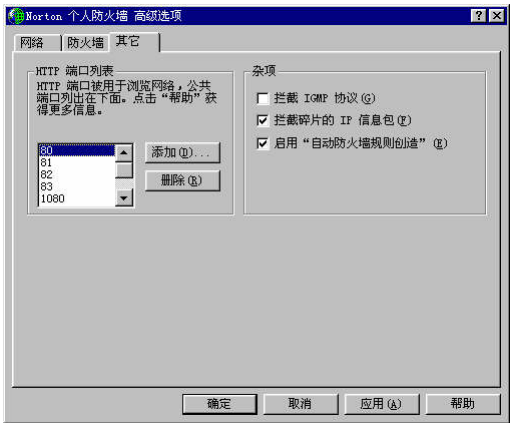 Norton 个人防火墙 高级选项
网络 防火墙 其它
HTTP 端口列表
HTTP 端口被用于浏览网络，公共
端口列出在下面。点击“帮助”获
得更多信息。
80
81
82
83
1080
添加(D)...
删除(R)
杂项
拦截 IGMP 协议(G)
拦截碎片的 IP 信息包(F)
启用“自动防火墙规则创造” (E)
确定 取消 应用(A) 帮助